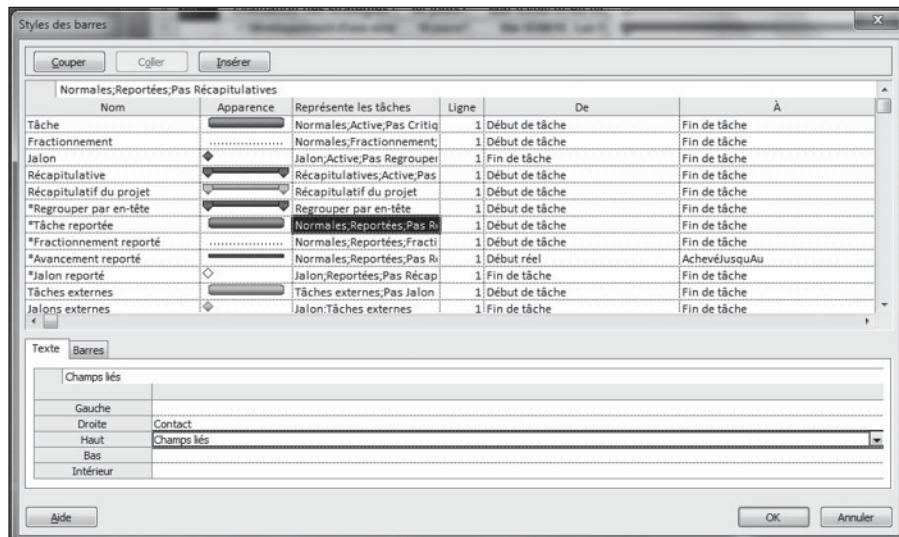 Styles des barres
Couper Coller Insérer
Normales;Reportées;Pas Récapitulatives
Nom Apparence Représente les tâches Ligne De À
Tâche Normales;Active;Pas Critiq 1 Début de tâche Fin de tâche
Fractionnement Normales;Fractionnement; 1 Début de tâche Fin de tâche
Jalon Jalon;Active;Pas Regrouper 1 Fin de tâche Fin de tâche
Récapitulative Récapitulatives;Active;Pas 1 Début de tâche Fin de tâche
Récapitulatif du projet Récapitulatif du projet 1 Début de tâche Fin de tâche
*Regrouper par en-tête Regrouper par en-tête 1 Début de tâche Fin de tâche
*Tâche reportée Normales;Reportées;Pas R 1 Début de tâche Fin de tâche
*Fractionnement reporté Normales;Reportées;Fracti 1 Début de tâche Fin de tâche
*Avancement reporté Normales;Reportées;Pas R 1 Début réel AchevéJusquAu
*Jalon reporté Jalon;Reportées;Pas Récap 1 Fin de tâche Fin de tâche
Tâches externes Tâches externes;Pas Jalon 1 Début de tâche Fin de tâche
Jalons externes Jalon;Tâches externes 1 Fin de tâche Fin de tâche
Texte Barres
Champs liés
Gauche
Droite Contact
Haut Champs liés
Bas
Intérieur
Aide OK Annuler